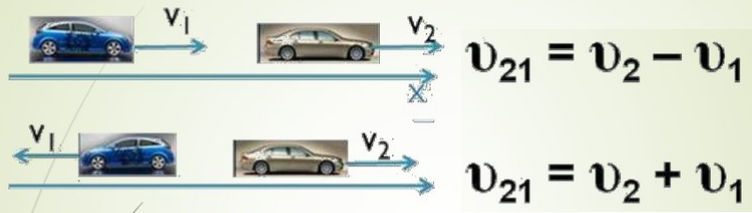 V₁ V₂ υ₂₁ = υ₂ – υ₁
X
V₁ V₂ υ₂₁ = υ₂ + υ₁